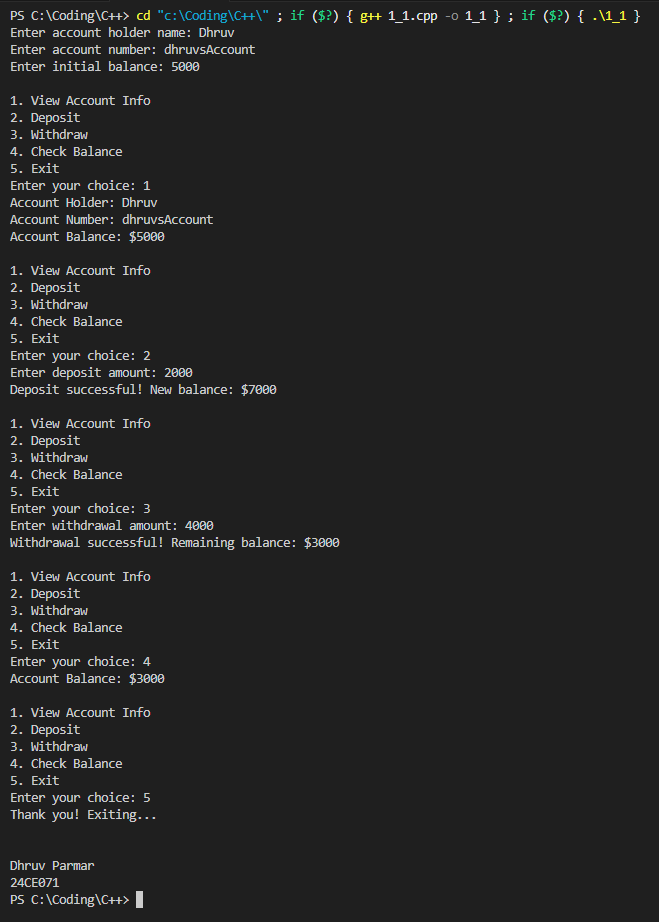 PS C:\Coding\C++> cd "c:\Coding\C++\" ; if ($?) { g++ 1_1.cpp -o 1_1 } ; if ($?) { .\1_1 }
Enter account holder name: Dhruv
Enter account number: dhruvsAccount
Enter initial balance: 5000

1. View Account Info
2. Deposit
3. Withdraw
4. Check Balance
5. Exit
Enter your choice: 1
Account Holder: Dhruv
Account Number: dhruvsAccount
Account Balance: $5000

1. View Account Info
2. Deposit
3. Withdraw
4. Check Balance
5. Exit
Enter your choice: 2
Enter deposit amount: 2000
Deposit successful! New balance: $7000

1. View Account Info
2. Deposit
3. Withdraw
4. Check Balance
5. Exit
Enter your choice: 3
Enter withdrawal amount: 4000
Withdrawal successful! Remaining balance: $3000

1. View Account Info
2. Deposit
3. Withdraw
4. Check Balance
5. Exit
Enter your choice: 4
Account Balance: $3000

1. View Account Info
2. Deposit
3. Withdraw
4. Check Balance
5. Exit
Enter your choice: 5
Thank you! Exiting...


Dhruv Parmar
24CE071
PS C:\Coding\C++>